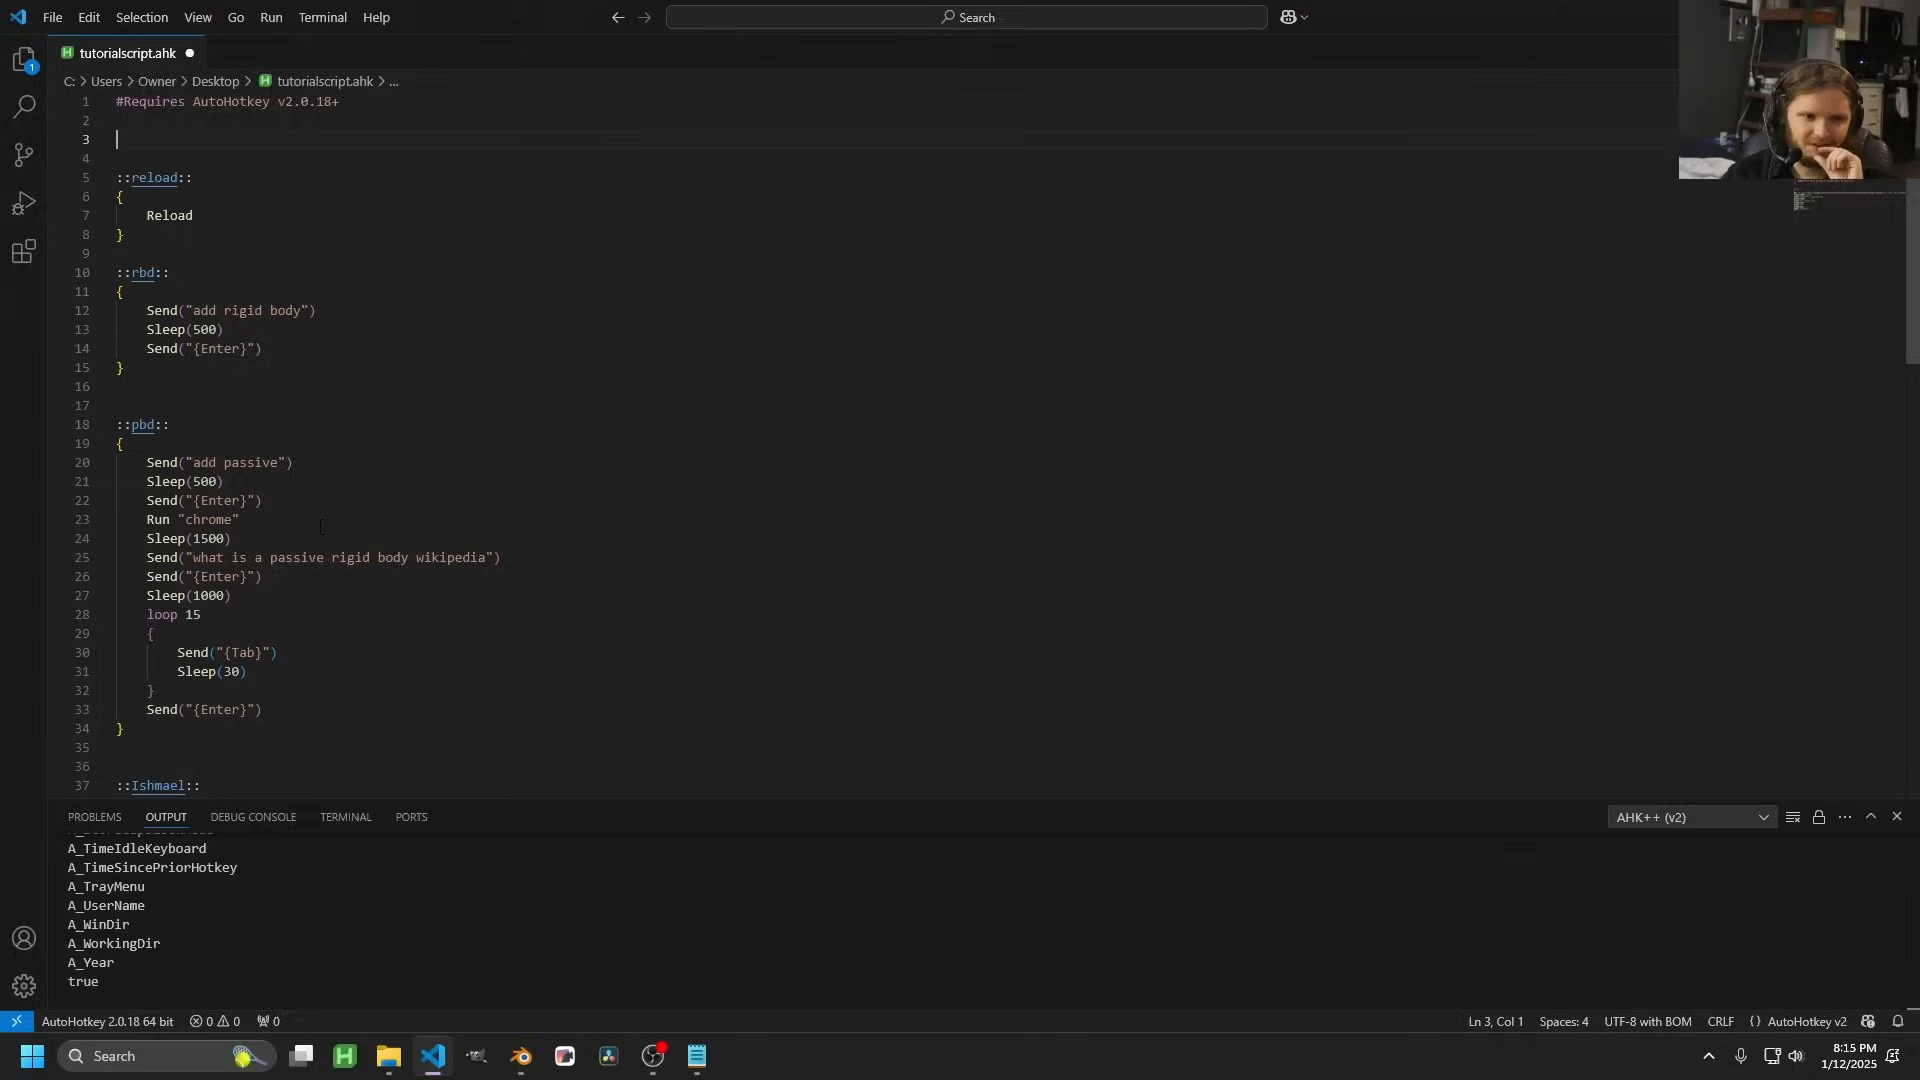 File Edit Selection View Go Run Terminal Help
Search
tutorialscript.ahk
C: > Users > Owner > Desktop > tutorialscript.ahk > ...
1 #Requires AutoHotkey v2.0.18+
2
3
4
5 ::reload::
6 {
7 Reload
8 }
9
10 ::rbd::
11 {
12 Send("add rigid body")
13 Sleep(500)
14 Send("{Enter}")
15 }
16
17
18 ::pbd::
19 {
20 Send("add passive")
21 Sleep(500)
22 Send("{Enter}")
23 Run "chrome"
24 Sleep(1500)
25 Send("what is a passive rigid body wikipedia")
26 Send("{Enter}")
27 Sleep(1000)
28 loop 15
29 {
30 Send("{Tab}")
31 Sleep(30)
32 }
33 Send("{Enter}")
34 }
35
36
37 ::Ishmael::
PROBLEMS OUTPUT DEBUG CONSOLE TERMINAL PORTS
AHK++ (v2)
A_TimeIdleKeyboard
A_TimeSincePriorHotkey
A_TrayMenu
A_UserName
A_WinDir
A_WorkingDir
A_Year
true
AutoHotkey 2.0.18 64 bit 0 0 0
Ln 3, Col 1 Spaces: 4 UTF-8 with BOM CRLF {} AutoHotkey v2
Search
8:15 PM
1/12/2025